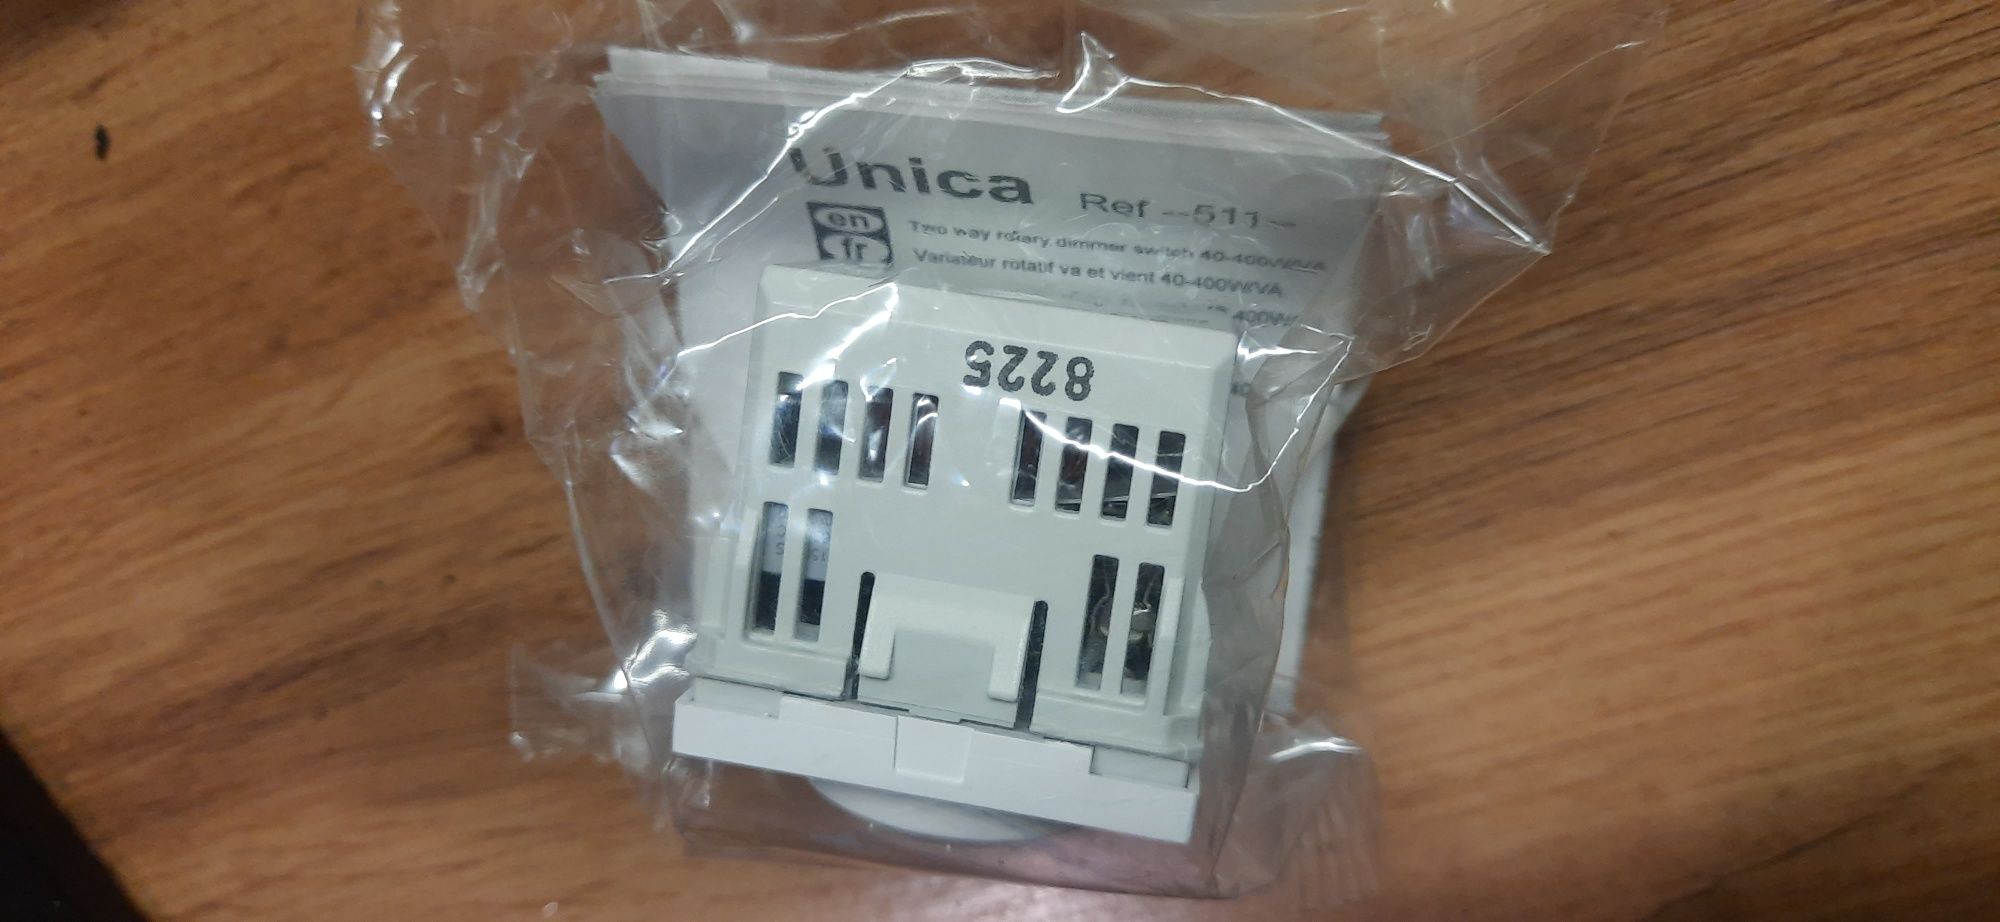 Unica Ref --511--
en
fr
Two way rotary dimmer switch 40-400W/VA
Variateur rotatif va et vient 40-400W/VA
400W
8225